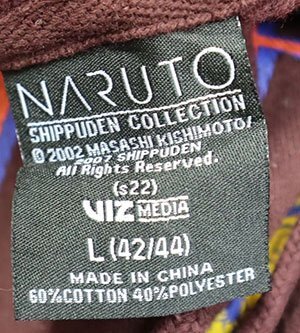 NARUTO
SHIPPUDEN COLLECTION
© 2002 MASASHI KISHIMOTO/
2007 SHIPPUDEN
All Rights Reserved.
(s22)
VIZ MEDIA
L (42/44)
MADE IN CHINA
60%COTTON 40%POLYESTER